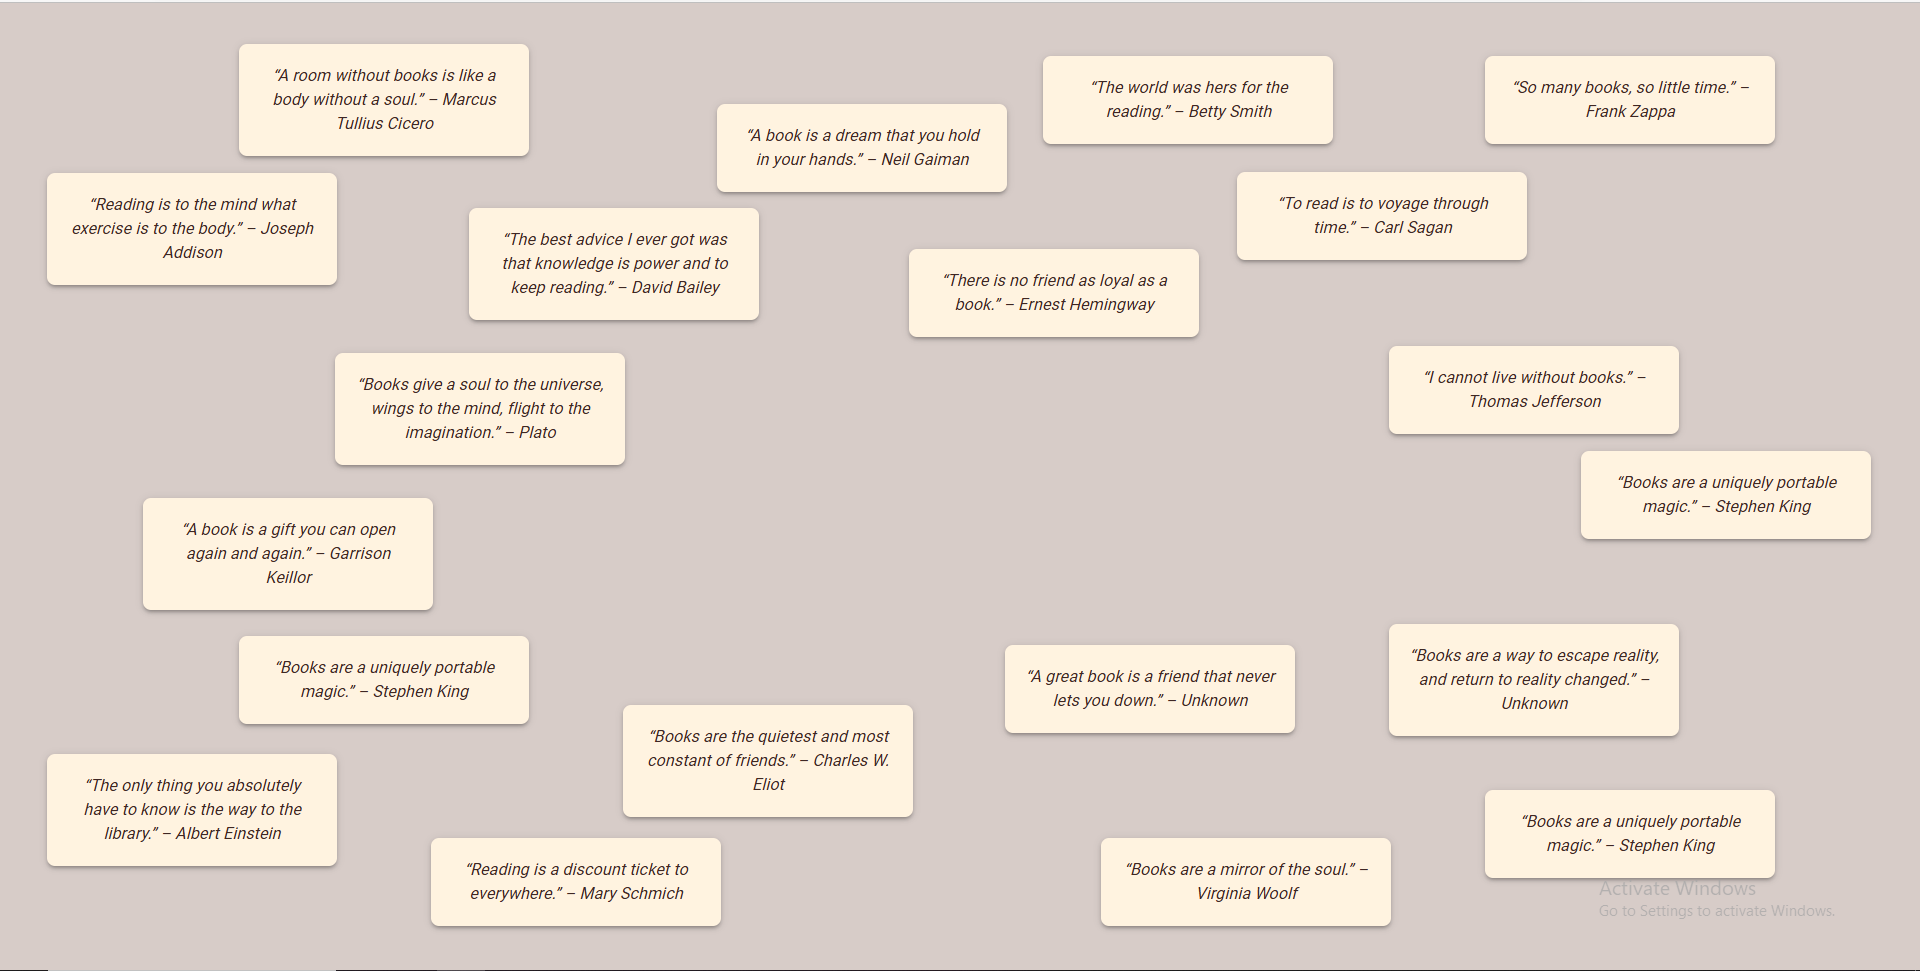 “A room without books is like a
body without a soul.” – Marcus
Tullius Cicero
“The world was hers for the
reading.” – Betty Smith
“So many books, so little time.” –
Frank Zappa
“A book is a dream that you hold
in your hands.” – Neil Gaiman
“Reading is to the mind what
exercise is to the body.” – Joseph
Addison
“To read is to voyage through
time.” – Carl Sagan
“The best advice I ever got was
that knowledge is power and to
keep reading.” – David Bailey
“There is no friend as loyal as a
book.” – Ernest Hemingway
“Books give a soul to the universe,
wings to the mind, flight to the
imagination.” – Plato
“I cannot live without books.” –
Thomas Jefferson
“Books are a uniquely portable
magic.” – Stephen King
“A book is a gift you can open
again and again.” – Garrison
Keillor
“Books are a uniquely portable
magic.” – Stephen King
“A great book is a friend that never
lets you down.” – Unknown
“Books are a way to escape reality,
and return to reality changed.” –
Unknown
“Books are the quietest and most
constant of friends.” – Charles W.
Eliot
“The only thing you absolutely
have to know is the way to the
library.” – Albert Einstein
“Books are a uniquely portable
magic.” – Stephen King
“Reading is a discount ticket to
everywhere.” – Mary Schmich
“Books are a mirror of the soul.” –
Virginia Woolf
Activate Windows
Go to Settings to activate Windows.